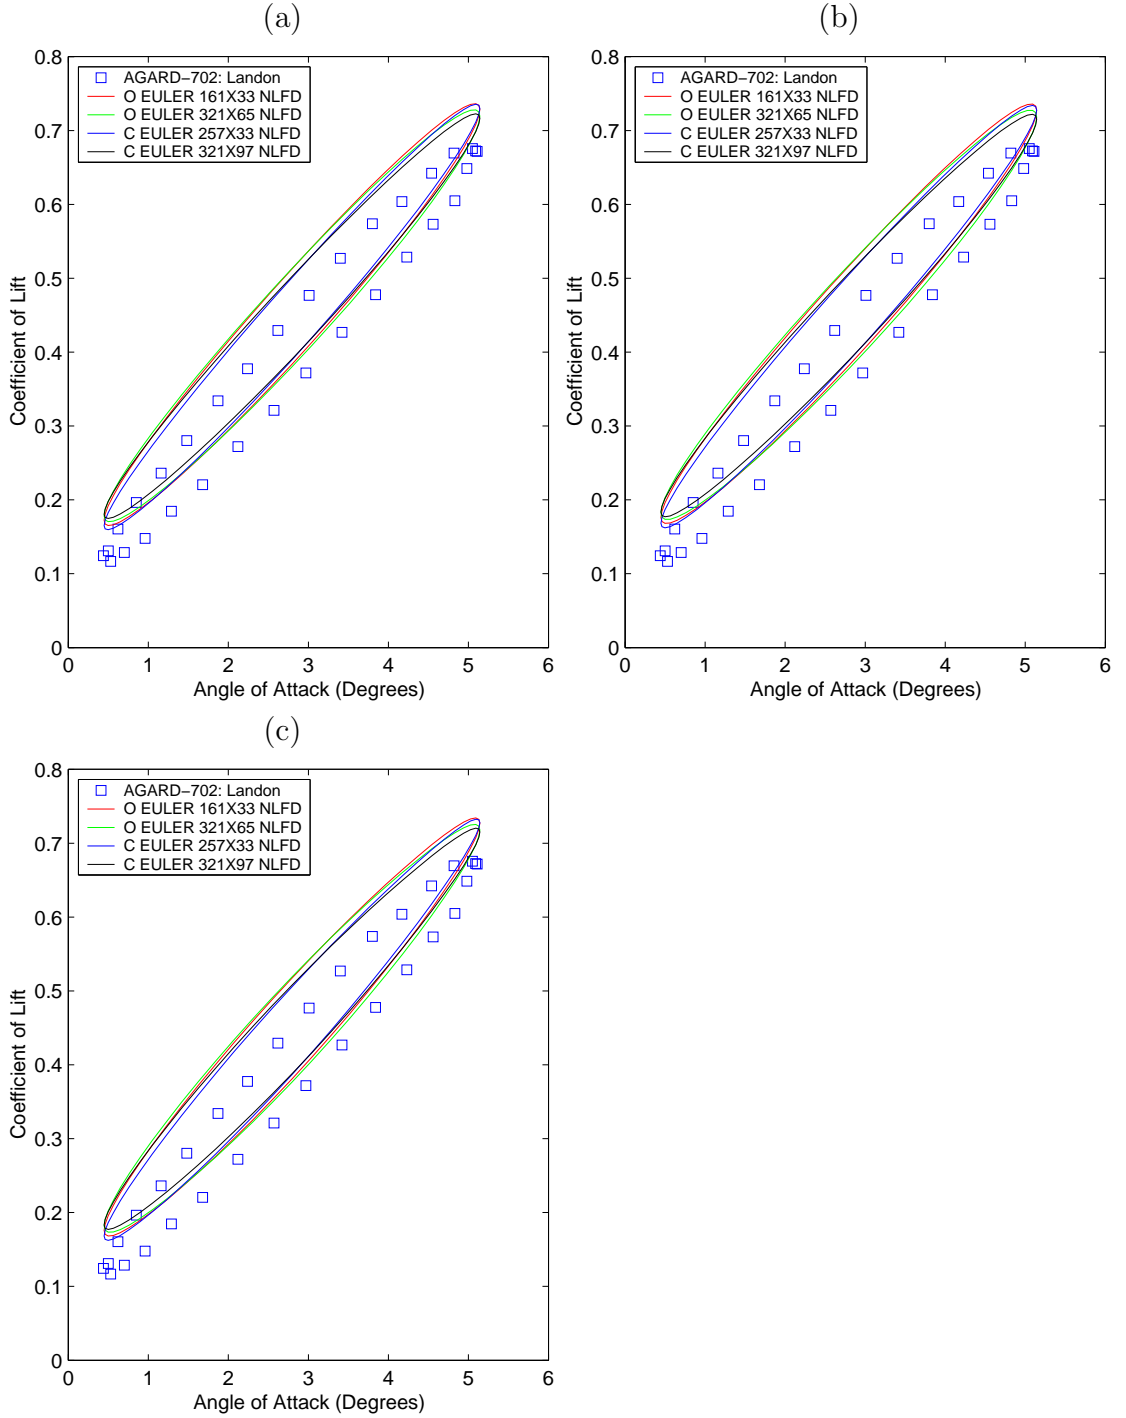 (a)
0.8
0.7
0.6
0.5
0.4
0.3
0.2
0.1
0
Coefficient of Lift
AGARD−702: Landon
O EULER 161X33 NLFD
O EULER 321X65 NLFD
C EULER 257X33 NLFD
C EULER 321X97 NLFD
0 1 2 3 4 5 6
Angle of Attack (Degrees)
(b)
0.8
0.7
0.6
0.5
0.4
0.3
0.2
0.1
0
Coefficient of Lift
AGARD−702: Landon
O EULER 161X33 NLFD
O EULER 321X65 NLFD
C EULER 257X33 NLFD
C EULER 321X97 NLFD
0 1 2 3 4 5 6
Angle of Attack (Degrees)
(c)
0.8
0.7
0.6
0.5
0.4
0.3
0.2
0.1
0
Coefficient of Lift
AGARD−702: Landon
O EULER 161X33 NLFD
O EULER 321X65 NLFD
C EULER 257X33 NLFD
C EULER 321X97 NLFD
0 1 2 3 4 5 6
Angle of Attack (Degrees)